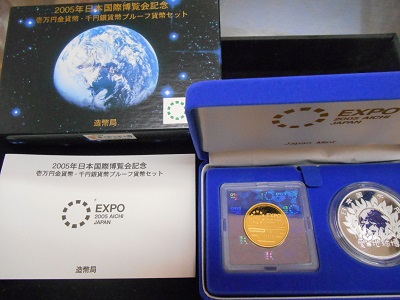 2005年日本国際博覧会記念
壱万円金貨幣・千円銀貨幣プルーフ貨幣セット
造幣局
2005年日本国際博覧会記念
壱万円金貨幣・千円銀貨幣プルーフ貨幣セット
EXPO
2005 AICHI
JAPAN
造幣局
EXPO
2005 AICHI
JAPAN
Japan Mint